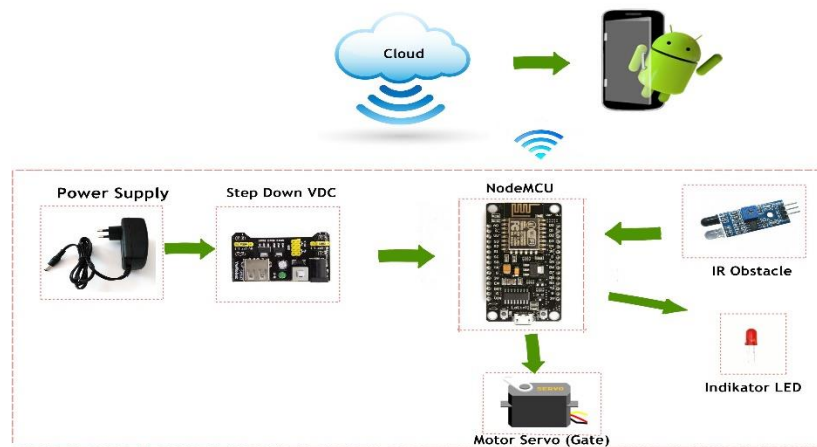 Cloud
Power Supply
Step Down VDC
NodeMCU
IR Obstacle
Indikator LED
Motor Servo (Gate)